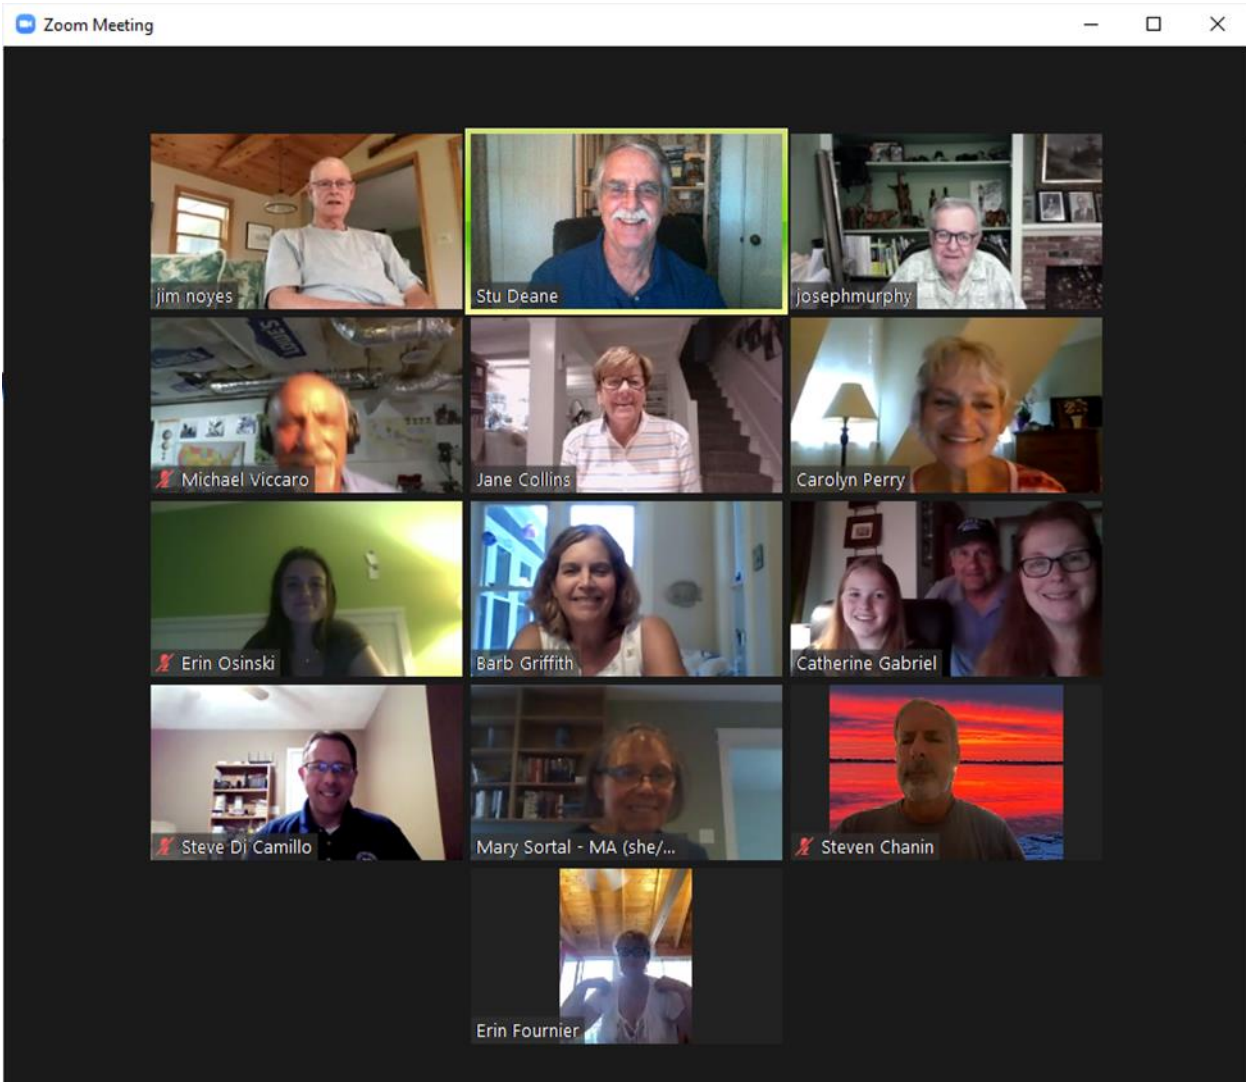 Zoom Meeting
jim noyes
Stu Deane
josephmurphy
LOWE'S
Michael Viccaro
Jane Collins
Carolyn Perry
Erin Osinski
Barb Griffith
Catherine Gabriel
Steve Di Camillo
Mary Sortal - MA (she/...
Steven Chanin
Erin Fournier